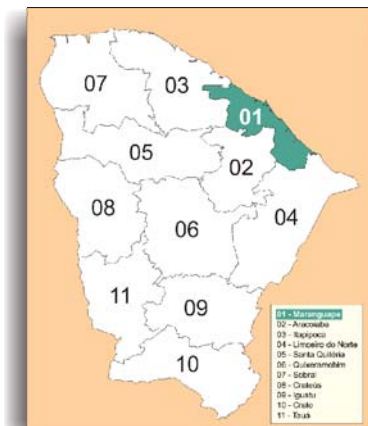 07
03
01
05
02
08
06
04
11
09
10
01 - Maranguape
02 - Aracoiaba
03 - Itapipoca
04 - Limoeiro do Norte
05 - Santa Quitéria
06 - Quixeramobim
07 - Sobral
08 - Crateús
09 - Iguatu
10 - Crato
11 - Tauá